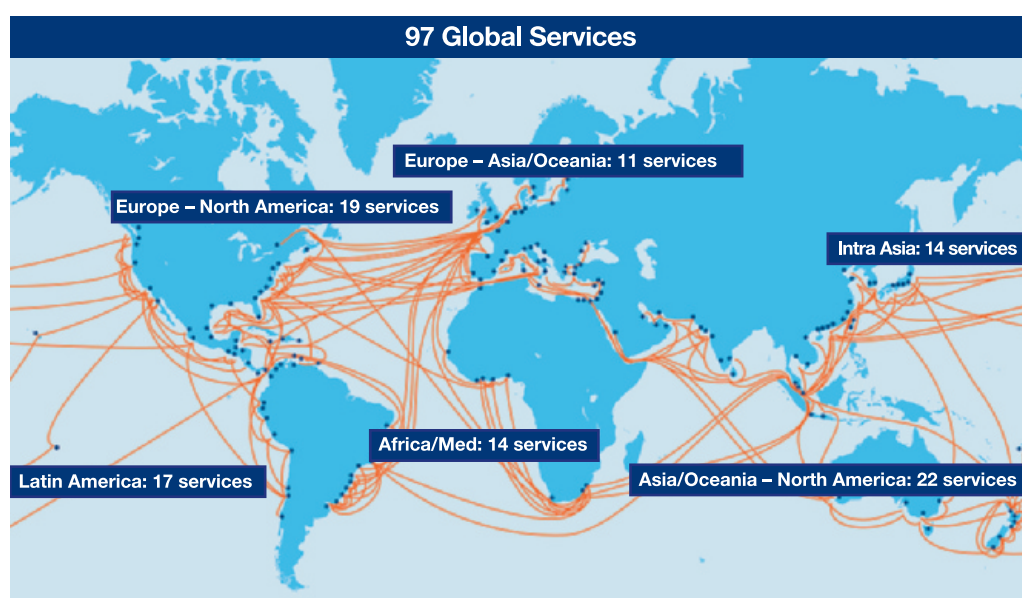 97 Global Services
Europe – Asia/Oceania: 11 services
Europe – North America: 19 services
Intra Asia: 14 services
Africa/Med: 14 services
Latin America: 17 services
Asia/Oceania – North America: 22 services